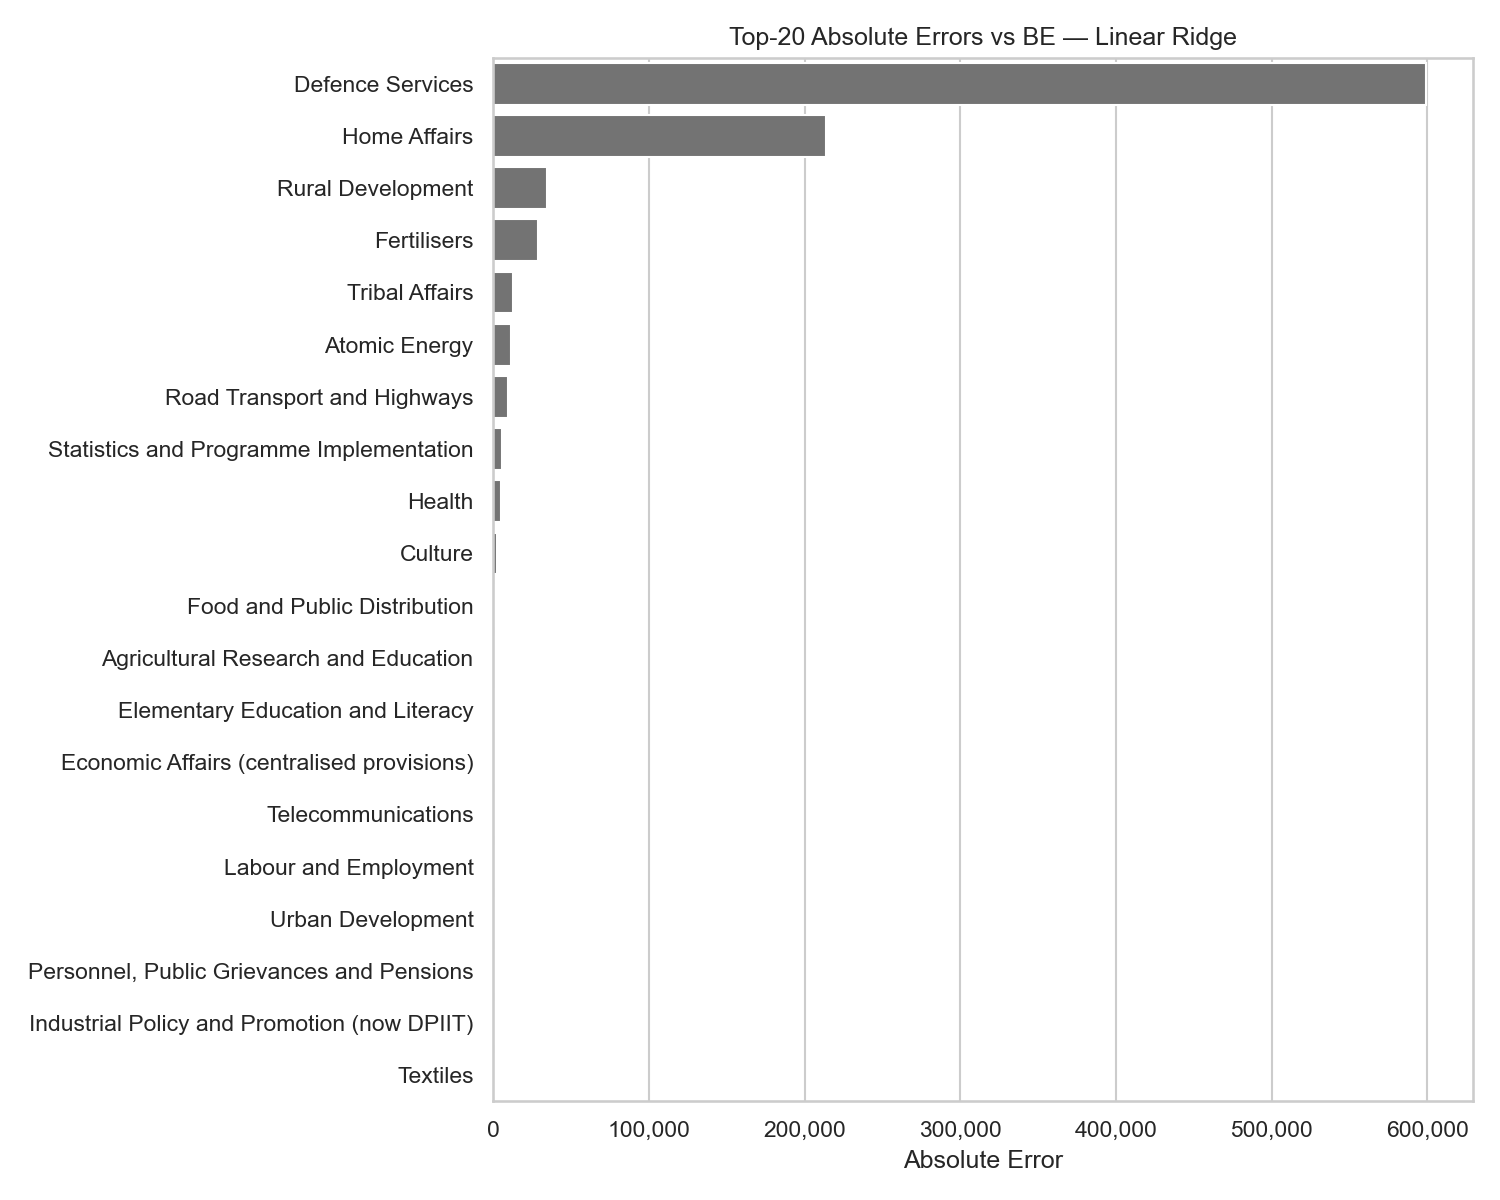 Top-20 Absolute Errors vs BE — Linear Ridge
Defence Services
Home Affairs
Rural Development
Fertilisers
Tribal Affairs
Atomic Energy
Road Transport and Highways
Statistics and Programme Implementation
Health
Culture
Food and Public Distribution
Agricultural Research and Education
Elementary Education and Literacy
Economic Affairs (centralised provisions)
Telecommunications
Labour and Employment
Urban Development
Personnel, Public Grievances and Pensions
Industrial Policy and Promotion (now DPIIT)
Textiles
0 100,000 200,000 300,000 400,000 500,000 600,000
Absolute Error